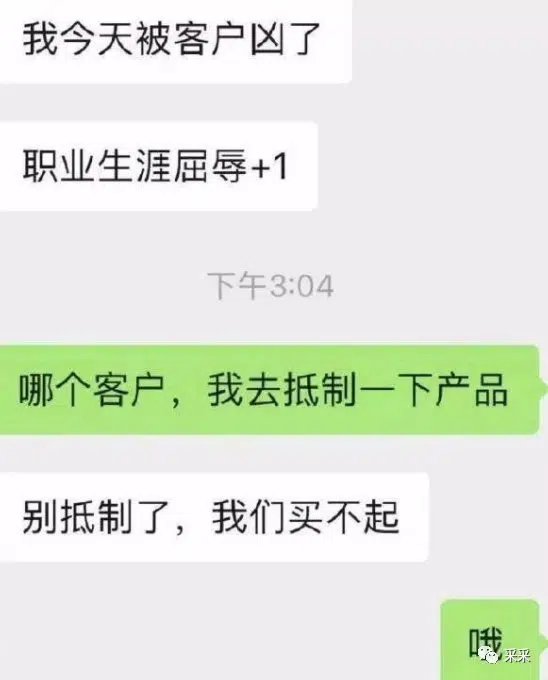 我今天被客户凶了
职业生涯屈辱+1
下午3:04
哪个客户，我去抵制一下产品
别抵制了，我们买不起
哦
采采